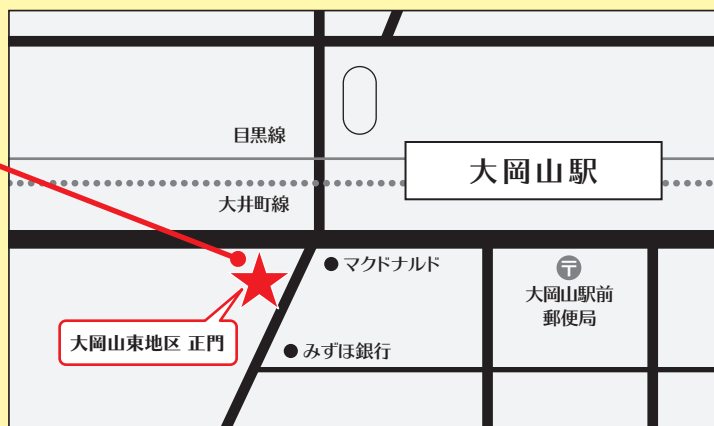 目黒線
大岡山駅
大井町線
マクドナルド
〒
大岡山駅前
郵便局
大岡山東地区 正門
みずほ銀行